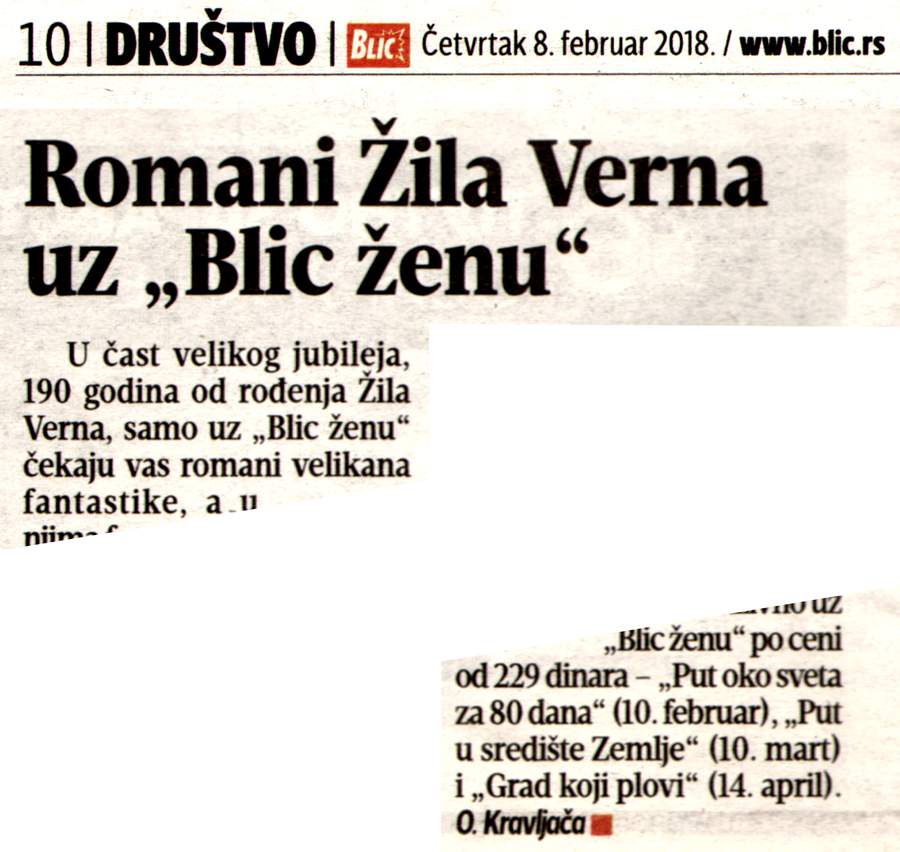 10 | DRUŠTVO | BLIC Četvrtak 8. februar 2018. / www.blic.rs
Romani Žila Verna
uz „Blic ženu“
U čast velikog jubileja,
190 godina od rođenja Žila
Verna, samo uz „Blic ženu“
čekaju vas romani velikana
fantastike, a u
uz
„Blic ženu“ po ceni
od 229 dinara – „Put oko sveta
za 80 dana“ (10. februar), „Put
u središte Zemlje“ (10. mart)
i „Grad koji plovi“ (14. april).
O. Kravljača